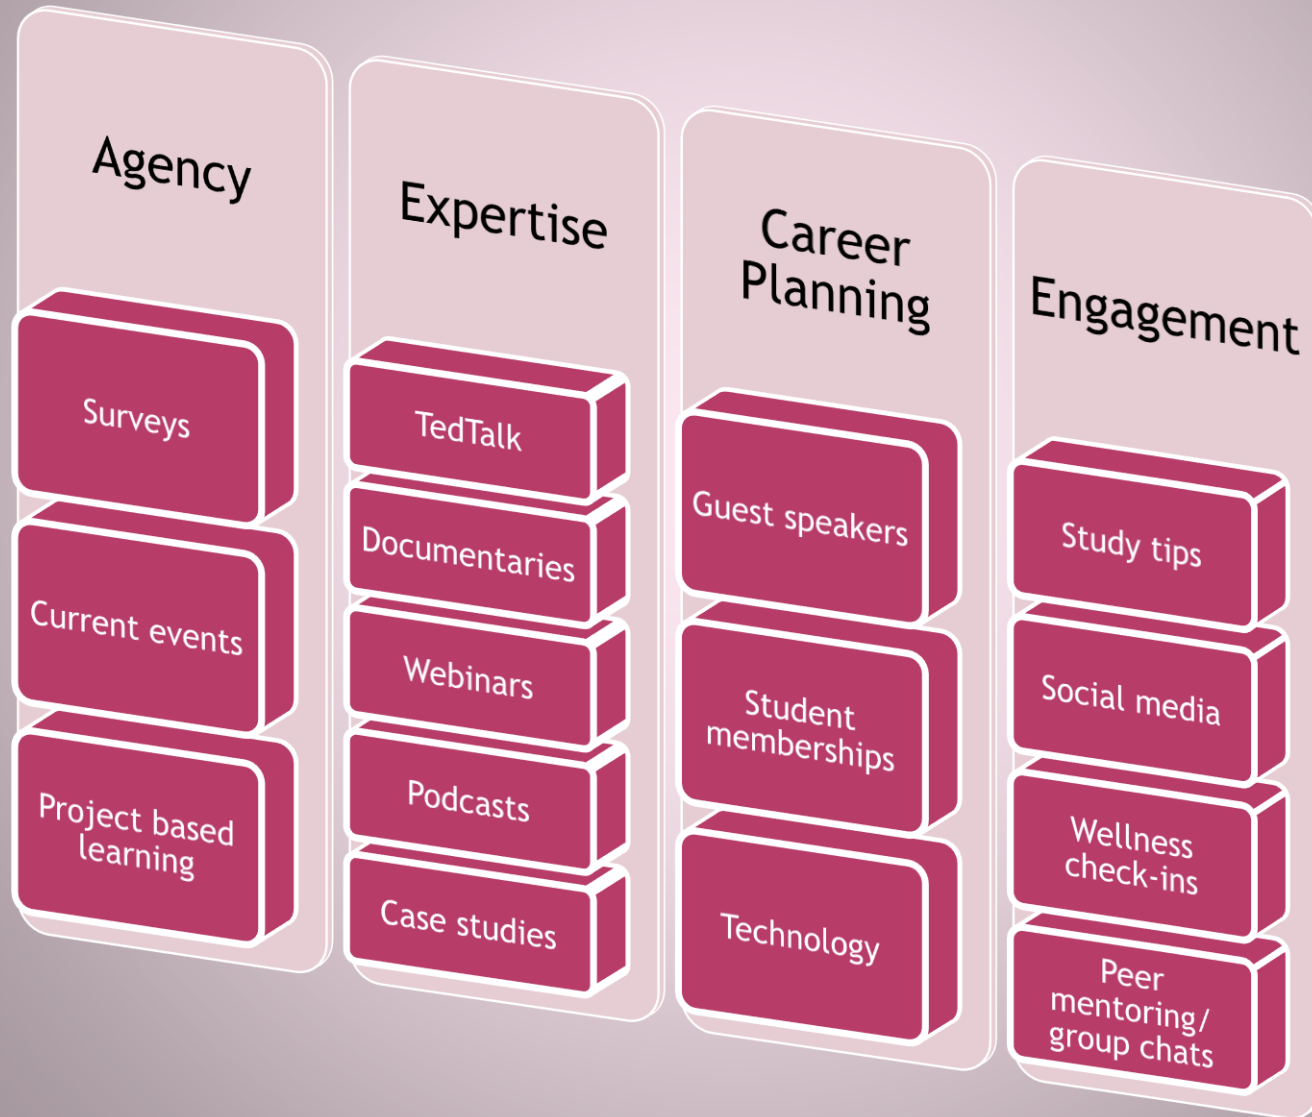 Agency
Surveys
Current events
Project based
learning
Expertise
TedTalk
Documentaries
Webinars
Podcasts
Case studies
Career
Planning
Guest speakers
Student
memberships
Technology
Engagement
Study tips
Social media
Wellness
check-ins
Peer
mentoring/
group chats